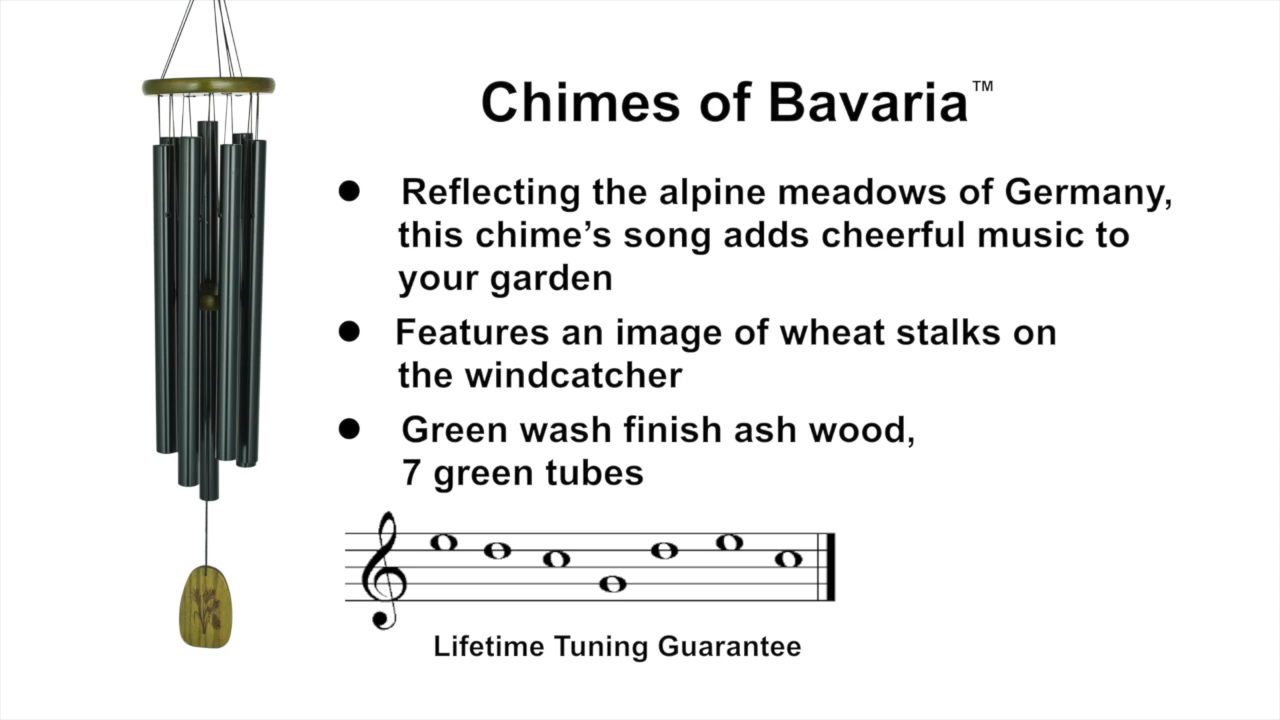 Chimes of Bavaria™
● Reflecting the alpine meadows of Germany,
this chime’s song adds cheerful music to
your garden
● Features an image of wheat stalks on
the windcatcher
● Green wash finish ash wood,
7 green tubes
Lifetime Tuning Guarantee